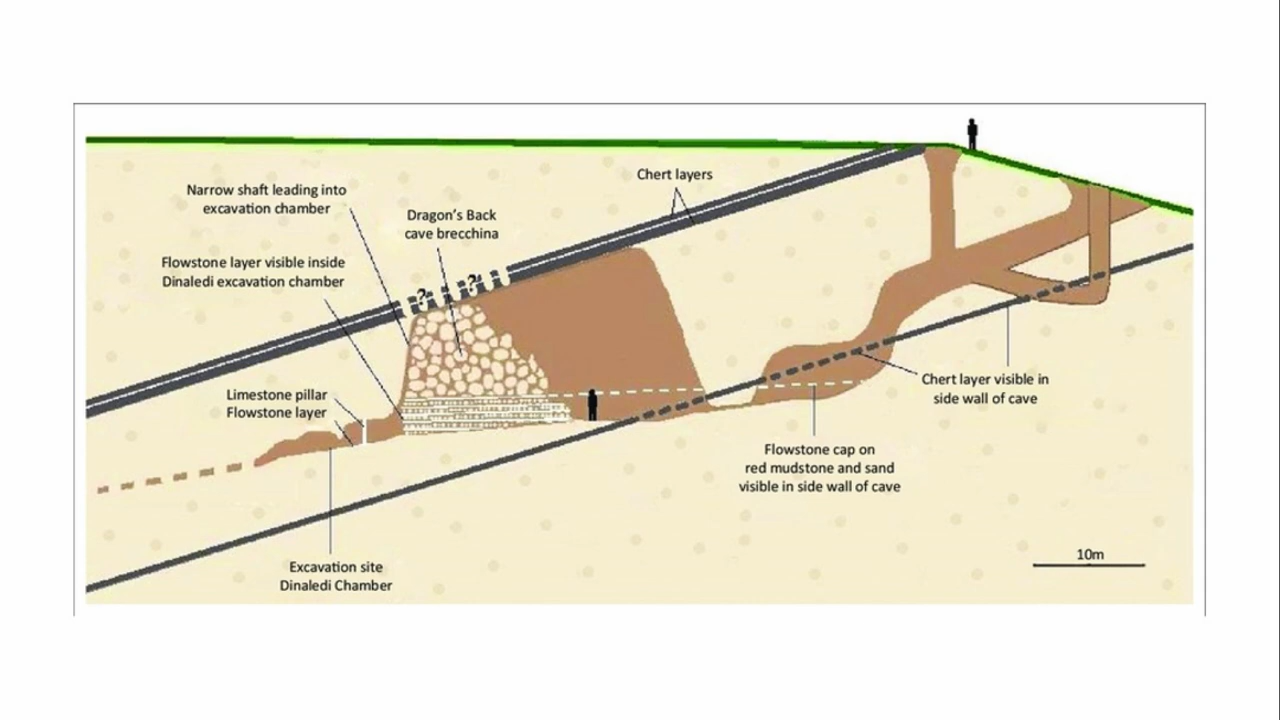 Narrow shaft leading into
excavation chamber
Dragon's Back
cave brecchina
Chert layers
Flowstone layer visible inside
Dinaledi excavation chamber
?
?
Limestone pillar
Flowstone layer
Chert layer visible in
side wall of cave
Flowstone cap on
red mudstone and sand
visible in side wall of cave
Excavation site
Dinaledi Chamber
10m